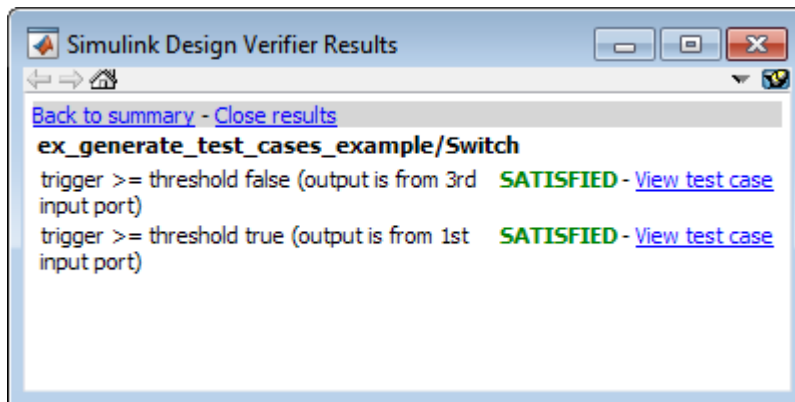 Simulink Design Verifier Results
Back to summary - Close results
ex_generate_test_cases_example/Switch
trigger >= threshold false (output is from 3rd SATISFIED - View test case
input port)
trigger >= threshold true (output is from 1st SATISFIED - View test case
input port)